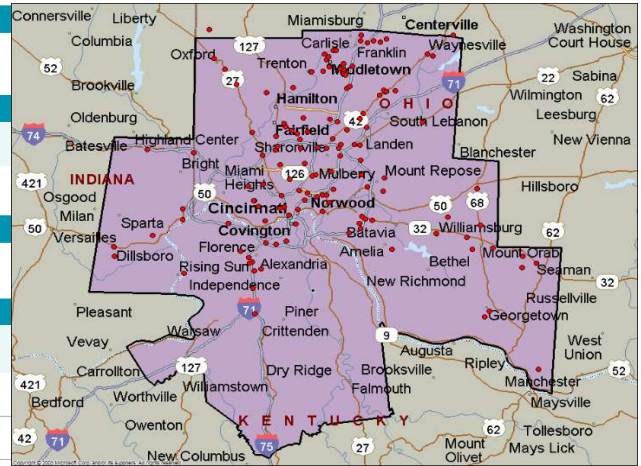 Connersville Liberty Miamisburg Centerville Washington
Columbia 127 Carlisle Franklin Waynesville Court House
52 Oxford Trenton Middletown 22 Sabina
Brookville 27 71 Wilmington 62
Hamilton OHIO
Oldenburg 42 South Lebanon Leesburg
74 Fairfield New Vienna
Batesville Highland Center Sharonville Landen Blanchester
Bright 126 Mulberry Mount Repose
421 INDIANA Miami Heights Hillsboro
Osgood 50 50 68
Milan Cincinnati Norwood
50 Sparta Covington 32 Williamsburg 62
Versailles Florence Batavia
Dillsboro Amelia Mount Orab
Rising Sun Alexandria Bethel Seaman
Independence New Richmond 32
71 Russellville
Pleasant Piner Georgetown
Warsaw Crittenden 9 West Union
Vevay Augusta Ripley
Carrollton 127 Dry Ridge Brooksville Manchester 52
421 Williamstown Falmouth
Bedford Worthville Maysville
KENTUCKY
Owenton Tollesboro
42 71 75 27 62
New Columbus Mount Olivet Mays Lick